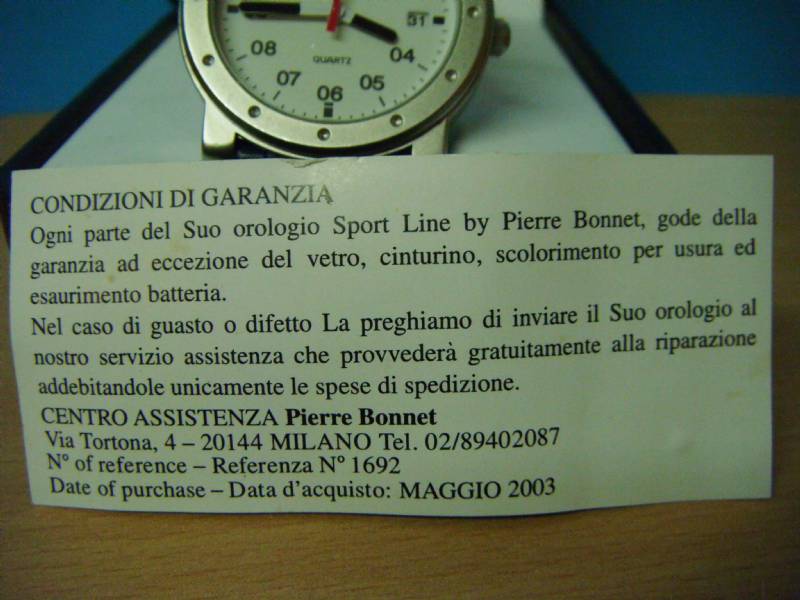 31
08
04
QUARTZ
07
05
06
CONDIZIONI DI GARANZIA
Ogni parte del Suo orologio Sport Line by Pierre Bonnet, gode della
garanzia ad eccezione del vetro, cinturino, scolorimento per usura ed
esaurimento batteria.
Nel caso di guasto o difetto La preghiamo di inviare il Suo orologio al
nostro servizio assistenza che provvederà gratuitamente alla riparazione
addebitandole unicamente le spese di spedizione.
CENTRO ASSISTENZA Pierre Bonnet
Via Tortona, 4 – 20144 MILANO Tel. 02/89402087
N° of reference – Referenza N° 1692
Date of purchase – Data d'acquisto: MAGGIO 2003